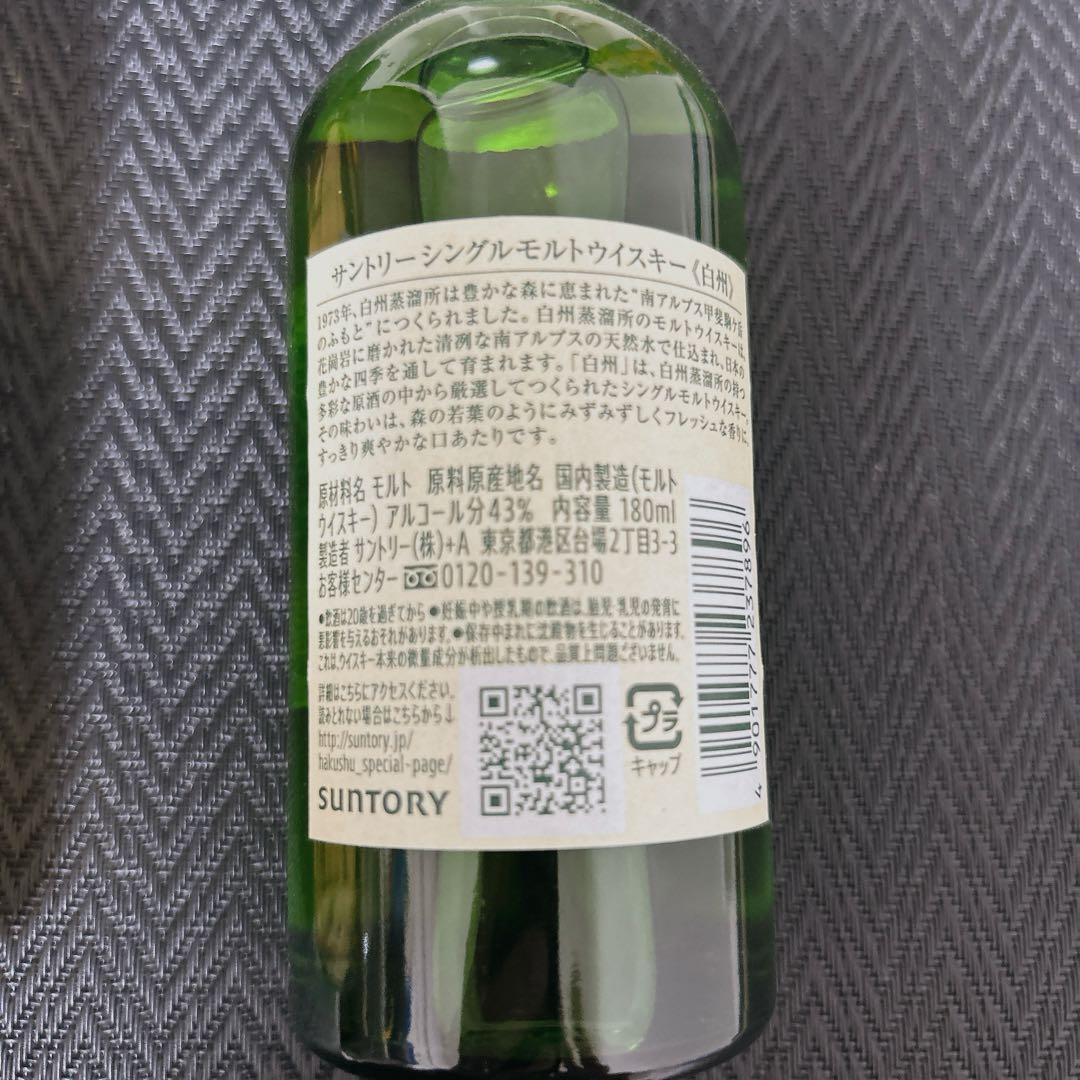 サントリー シングルモルトウイスキー《白州》
1973年、白州蒸溜所は豊かな森に恵まれた"南アルプス甲斐駒ケ岳
のふもと"につくられました。白州蒸溜所のモルトウイスキーは、
花崗岩に磨かれた清冽な南アルプスの天然水で仕込まれ、日本の
豊かな四季を通して育まれます。「白州」は、白州蒸溜所の持つ
多彩な原酒の中から厳選してつくられたシングルモルトウイスキー。
その味わいは、森の若葉のようにみずみずしくフレッシュな香りに、
すっきり爽やかな口あたりです。
原材料名 モルト 原料原産地名 国内製造(モルト
ウイスキー) アルコール分43% 内容量 180ml
製造者 サントリー(株)+A 東京都港区台場2丁目3-3
お客様センター 0120-139-310
●飲酒は20歳を過ぎてから ●妊娠中や授乳期の飲酒は、胎児・乳児の発育に
悪影響を与えるおそれがあります。●保存中まれに沈殿物を生じることがあります。
これは、ウイスキー本来の微量成分が析出したもので、品質上問題ございません。
詳細はこちらにアクセスください。
読みとれない場合はこちらから↓
http://suntory.jp/
hakushu_special-page/
SUNTORY
プラ
キャップ
4 901777 237896